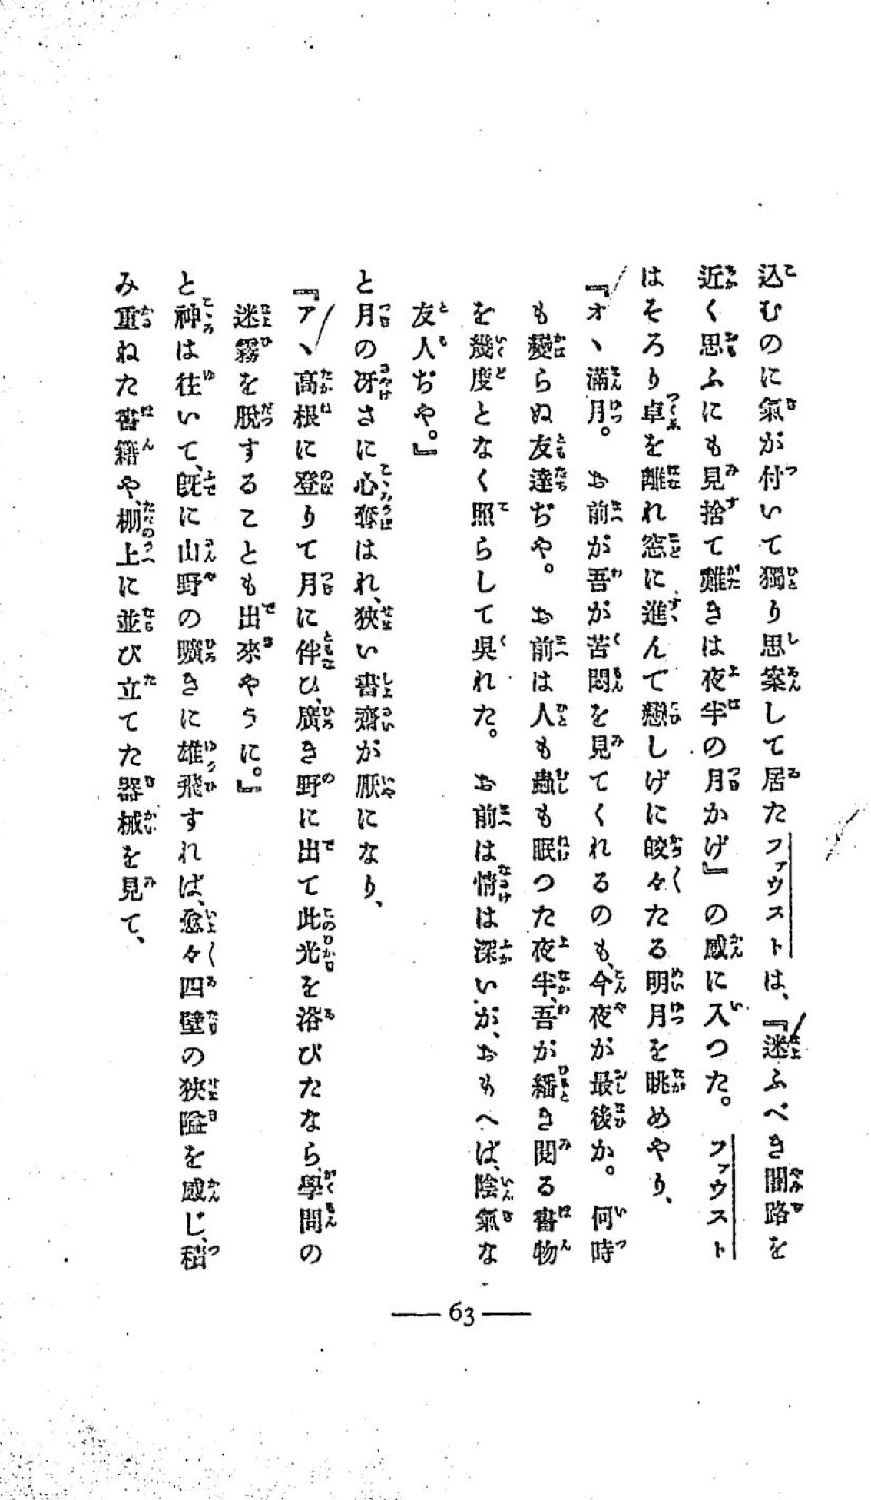 込むのに氣が付いて獨り思案して居たファウストは、『迷ふべき闇路を
近く思ふにも見捨て難きは夜半の月かげ』の感に入つた。ファウスト
はそろり卓を離れ窓に進んで戀しげに皎々たる明月を眺めやり、
『オヽ滿月。お前が吾が苦悶を見てくれるのも、今夜が最後か。何時
も變らぬ友達ぢや。お前は人も蟲も眠つた夜半、吾が繙き閱る書物
を幾度となく照らして呉れた。お前は情は深いが、おもへば、陰氣な
友人ぢや。』
と月の冴さに心奪はれ、狹い書齋が厭になり、
『アヽ高根に登りて月に伴ひ、廣き野に出て此光を浴びたなら、學問の
迷霧を脫することも出來やうに。』
と神は往いて、旣に山野の曠きに雄飛すれば、愈々四壁の狹隘を感じ、積
み重ねた書籍や、棚上に並び立てた器械を見て、
— 63 —